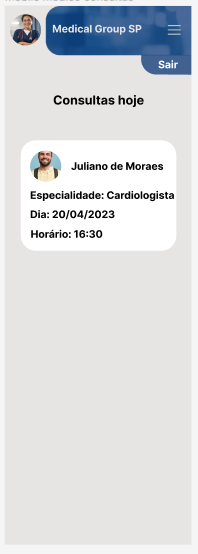 Medical Group SP
Sair
Consultas hoje
Juliano de Moraes
Especialidade: Cardiologista
Dia: 20/04/2023
Horário: 16:30